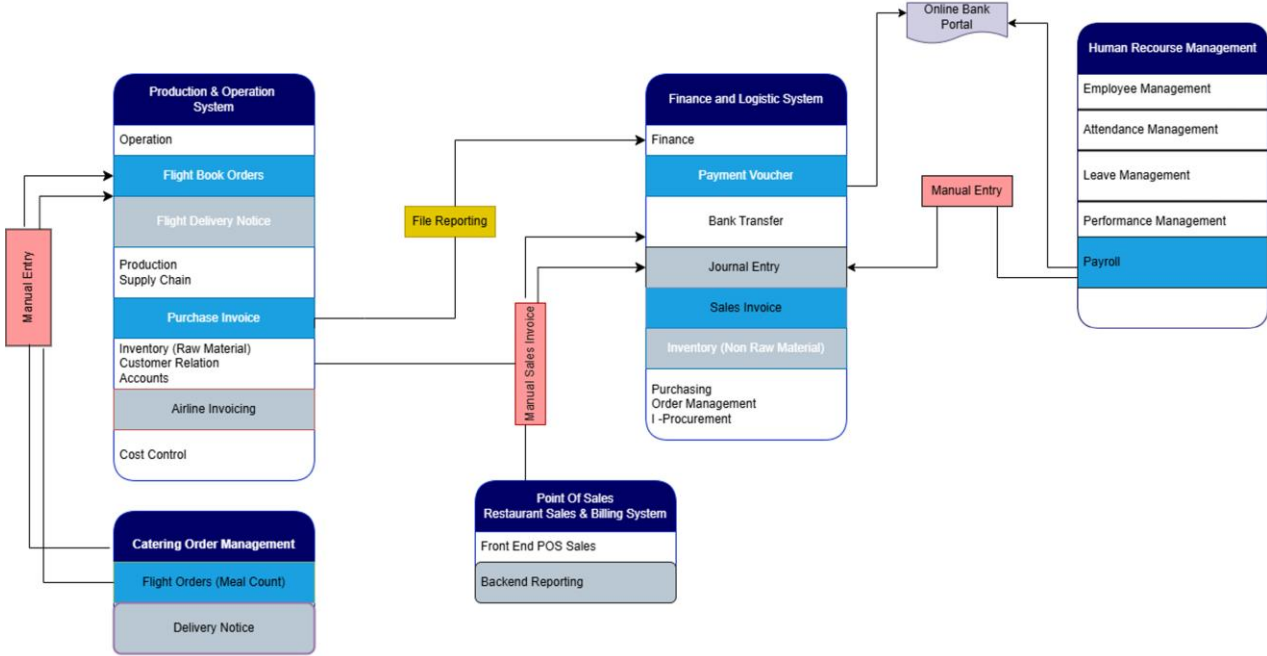 Online Bank
Portal
Human Recourse Management
Employee Management
Attendance Management
Leave Management
Performance Management
Payroll
Production & Operation
System
Operation
Flight Book Orders
Flight Delivery Notice
Production
Supply Chain
Purchase Invoice
Inventory (Raw Material)
Customer Relation
Accounts
Airline Invoicing
Cost Control
Finance and Logistic System
Finance
Payment Voucher
Bank Transfer
Journal Entry
Sales Invoice
Inventory (Non Raw Material)
Purchasing
Order Management
I -Procurement
File Reporting
Manual Entry
Manual Entry
Manual Sales Invoice
Point Of Sales
Restaurant Sales & Billing System
Front End POS Sales
Backend Reporting
Catering Order Management
Flight Orders (Meal Count)
Delivery Notice